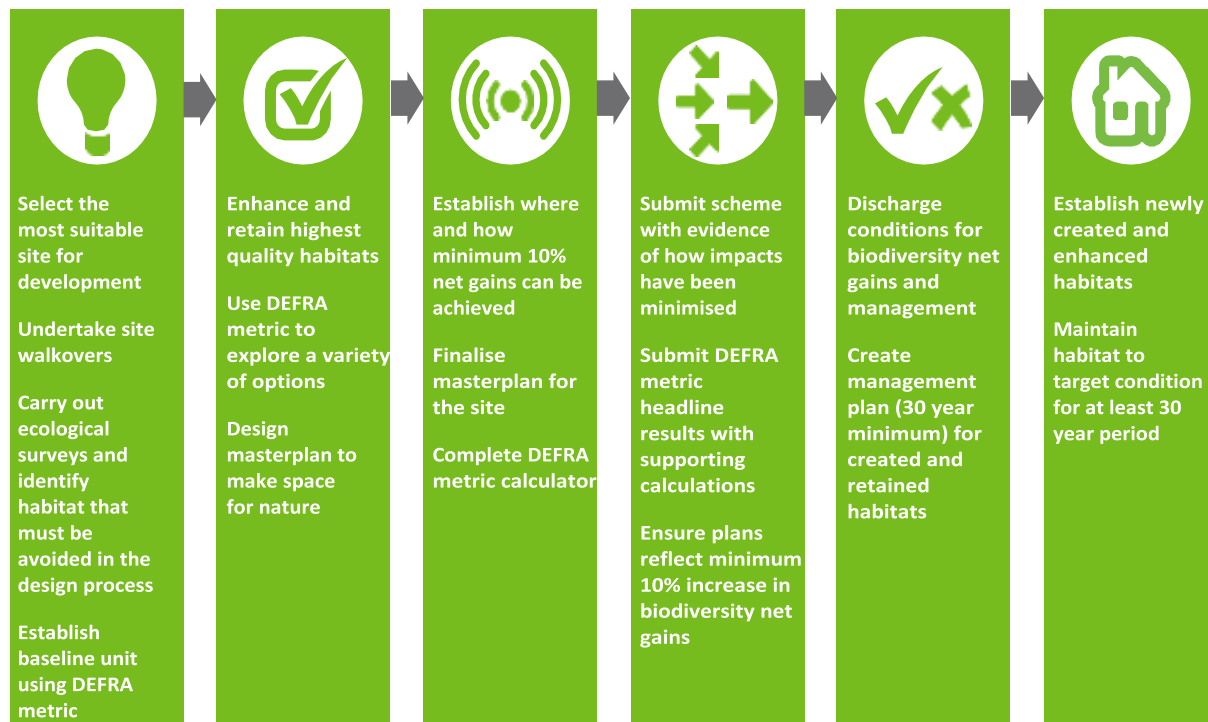 Select the
most suitable
site for
development
Undertake site
walkovers
Carry out
ecological
surveys and
identify
habitat that
must be
avoided in the
design process
Establish
baseline unit
using DEFRA
metric
Enhance and
retain highest
quality habitats
Use DEFRA
metric to
explore a variety
of options
Design
masterplan to
make space
for nature
Establish where
and how
minimum 10%
net gains can be
achieved
Finalise
masterplan for
the site
Complete DEFRA
metric calculator
Submit scheme
with evidence
of how impacts
have been
minimised
Submit DEFRA
metric
headline
results with
supporting
calculations
Ensure plans
reflect minimum
10% increase in
biodiversity net
gains
Discharge
conditions for
biodiversity net
gains and
management
Create
management
plan (30 year
minimum) for
created and
retained
habitats
Establish newly
created and
enhanced
habitats
Maintain
habitat to
target condition
for at least 30
year period